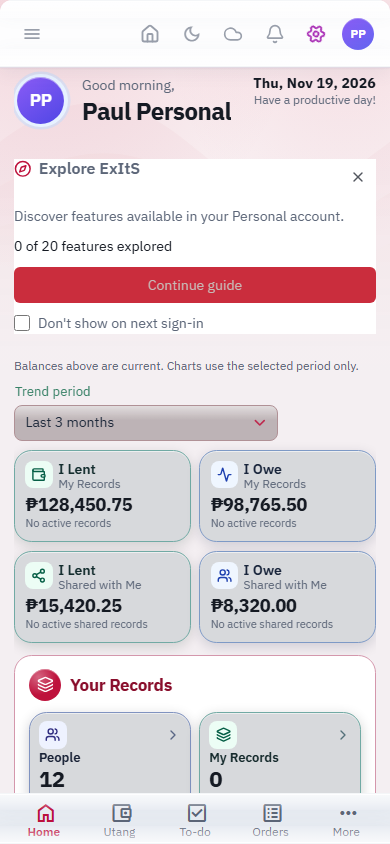 PP
PP
Good morning,
Paul Personal
Thu, Nov 19, 2026
Have a productive day!
Explore ExItS
Discover features available in your Personal account.
0 of 20 features explored
Continue guide
Don't show on next sign-in
Balances above are current. Charts use the selected period only.
Trend period
Last 3 months
I Lent
My Records
₱128,450.75
No active records
I Owe
My Records
₱98,765.50
No active records
I Lent
Shared with Me
₱15,420.25
No active shared records
I Owe
Shared with Me
₱8,320.00
No active shared records
Your Records
People
12
My Records
0
Home
Utang
To-do
Orders
More